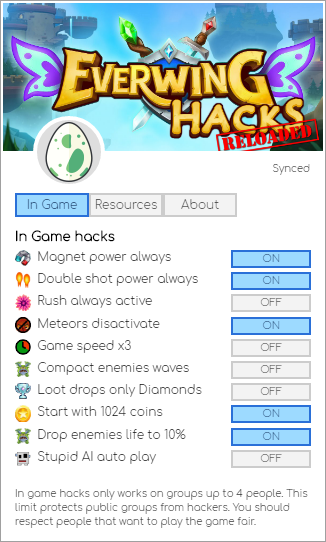 EVERWING
HACKS
RELOADED
Synced
In Game Resources About
In Game hacks
Magnet power always ON
Double shot power always ON
Rush always active OFF
Meteors disactivate ON
Game speed x3 OFF
Compact enemies waves OFF
Loot drops only Diamonds OFF
Start with 1024 coins ON
Drop enemies life to 10% ON
Stupid AI auto play OFF
In game hacks only works on groups up to 4 people. This
limit protects public groups from hackers. You should
respect people that want to play the game fair.